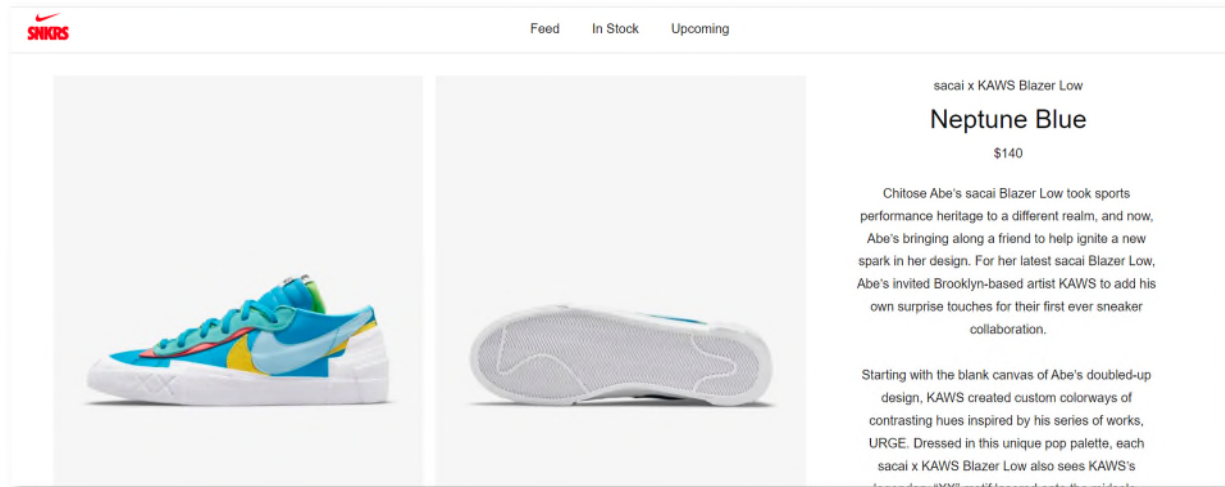 SNKRS
Feed In Stock Upcoming
sacai x KAWS Blazer Low
Neptune Blue
$140
Chitose Abe's sacai Blazer Low took sports
performance heritage to a different realm, and now,
Abe's bringing along a friend to help ignite a new
spark in her design. For her latest sacai Blazer Low,
Abe's invited Brooklyn-based artist KAWS to add his
own surprise touches for their first ever sneaker
collaboration.
Starting with the blank canvas of Abe's doubled-up
design, KAWS created custom colorways of
contrasting hues inspired by his series of works,
URGE. Dressed in this unique pop palette, each
sacai x KAWS Blazer Low also sees KAWS's